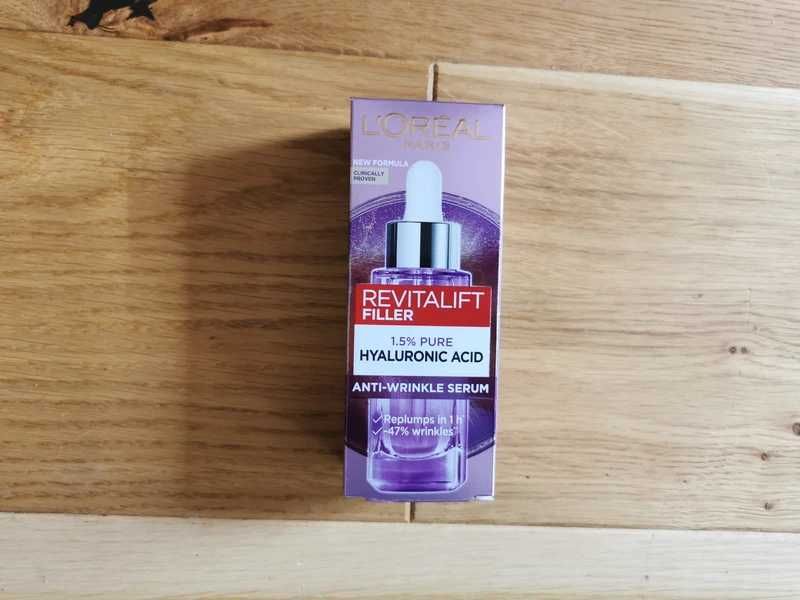 L'ORÉAL
PARIS
NEW FORMULA
CLINICALLY
PROVEN
REVITALIFT
FILLER
1.5% PURE
HYALURONIC ACID
ANTI-WRINKLE SERUM
✓Replumps in 1 h
✓-47% wrinkles